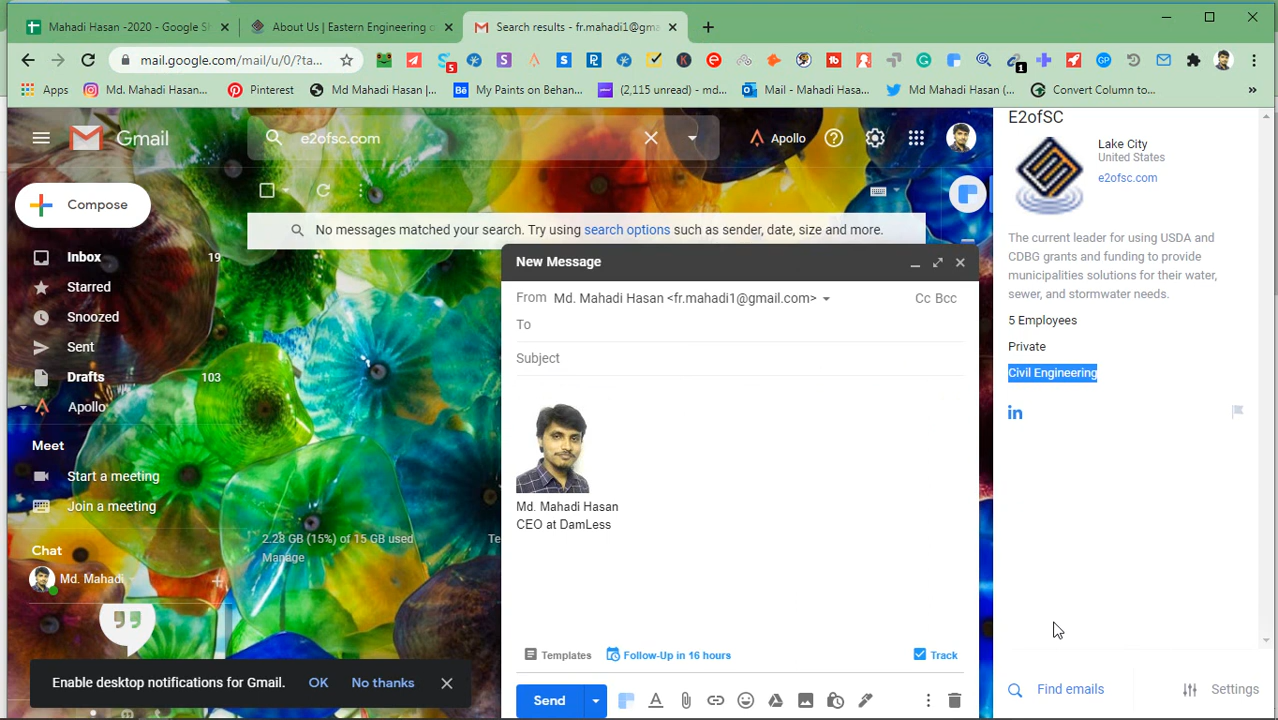 Mahadi Hasan -2020 - Google S
About Us | Eastern Engineering o
Search results - fr.mahadi1@gma
mail.google.com/mail/u/0/?ta...
5
1
Apps
Md. Mahadi Hasan...
Pinterest
Md Mahadi Hasan |...
My Paints on Behan...
(2,115 unread) - md...
Mail - Mahadi Hasa...
Md Mahadi Hasan (...
Convert Column to...
Gmail
e2ofsc.com
Apollo
Compose
No messages matched your search. Try using search options such as sender, date, size and more.
Inbox 19
Starred
Snoozed
Sent
Drafts 103
Apollo
Meet
Start a meeting
Join a meeting
Chat
Md. Mahadi
2.28 GB (15%) of 15 GB used
Manage
Te
Enable desktop notifications for Gmail. OK No thanks
New Message
From Md. Mahadi Hasan <fr.mahadi1@gmail.com> Cc Bcc
To
Subject
Md. Mahadi Hasan
CEO at DamLess
Templates Follow-Up in 16 hours Track
Send
E2ofSC
Lake City
United States
e2ofsc.com
The current leader for using USDA and
CDBG grants and funding to provide
municipalities solutions for their water,
sewer, and stormwater needs.
5 Employees
Private
Civil Engineering
in
Find emails Settings